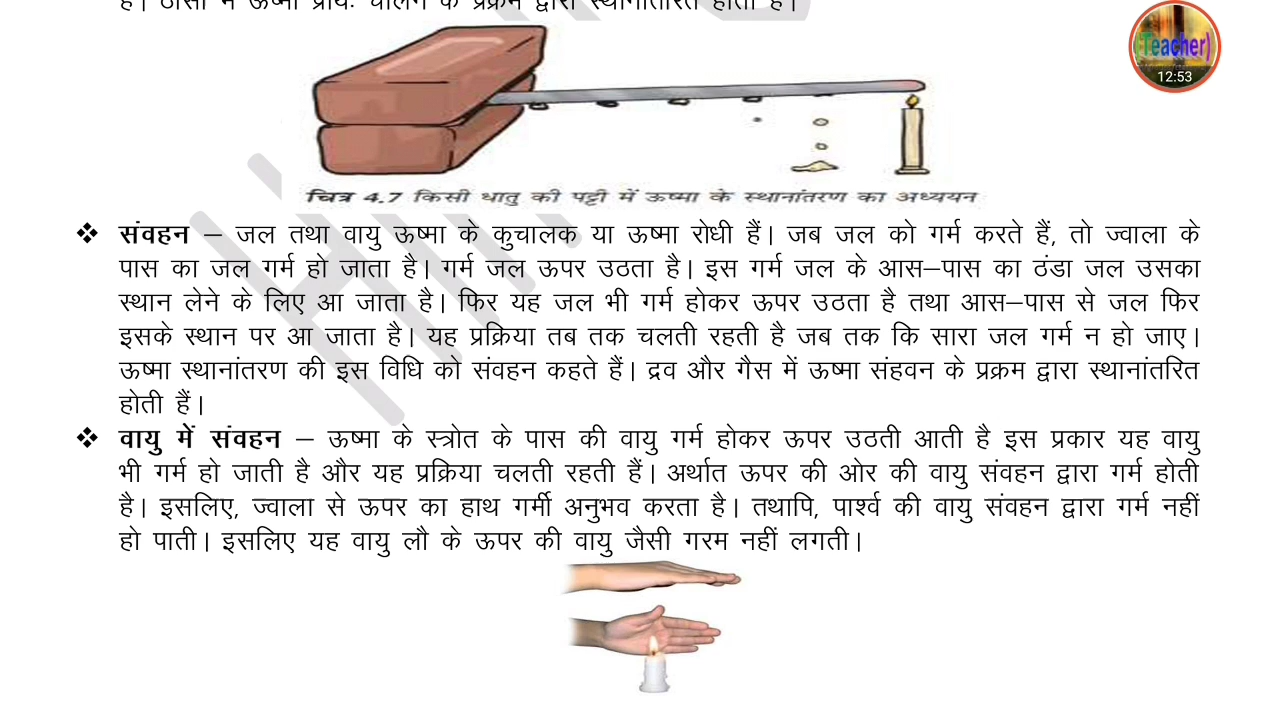 है। ठोसों में ऊष्मा प्रायः चालन के प्रक्रम द्वारा स्थानांतरित होती है।
(Teacher)
12:53
चित्र 4.7 किसी धातु की पट्टी में ऊष्मा के स्थानांतरण का अध्ययन
❖ संवहन – जल तथा वायु ऊष्मा के कुचालक या ऊष्मा रोधी हैं। जब जल को गर्म करते हैं, तो ज्वाला के
पास का जल गर्म हो जाता है। गर्म जल ऊपर उठता है। इस गर्म जल के आस–पास का ठंडा जल उसका
स्थान लेने के लिए आ जाता है। फिर यह जल भी गर्म होकर ऊपर उठता है तथा आस–पास से जल फिर
इसके स्थान पर आ जाता है। यह प्रक्रिया तब तक चलती रहती है जब तक कि सारा जल गर्म न हो जाए।
ऊष्मा स्थानांतरण की इस विधि को संवहन कहते हैं। द्रव और गैस में ऊष्मा संहवन के प्रक्रम द्वारा स्थानांतरित
होती हैं।
❖ वायु में संवहन – ऊष्मा के स्त्रोत के पास की वायु गर्म होकर ऊपर उठती आती है इस प्रकार यह वायु
भी गर्म हो जाती है और यह प्रक्रिया चलती रहती हैं। अर्थात ऊपर की ओर की वायु संवहन द्वारा गर्म होती
है। इसलिए, ज्वाला से ऊपर का हाथ गर्मी अनुभव करता है। तथापि, पार्श्व की वायु संवहन द्वारा गर्म नहीं
हो पाती। इसलिए यह वायु लौ के ऊपर की वायु जैसी गरम नहीं लगती।